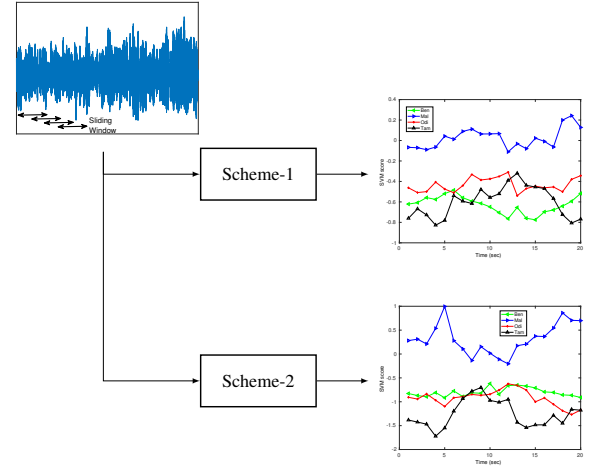 Sliding
Window
Scheme-1
0.4
0.2
0
-0.2
-0.4
-0.6
-0.8
-1
SVM score
Ben
Mal
Odi
Tam
0
5
10
15
20
Time (sec)
Scheme-2
1
0.5
0
-0.5
-1
-1.5
-2
SVM score
Ben
Mal
Odi
Tam
0
5
10
15
20
Time (sec)